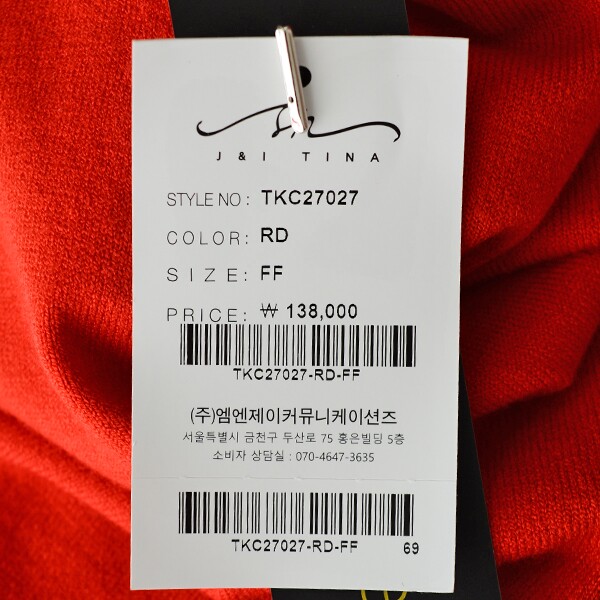 J & I TINA
STYLE NO : TKC27027
COLOR: RD
SIZE: FF
PRICE: ₩ 138,000
TKC27027-RD-FF
(주)엠엔제이커뮤니케이션즈
서울특별시 금천구 두산로 75 홍은빌딩 5층
소비자 상담실 : 070-4647-3635
TKC27027-RD-FF 69